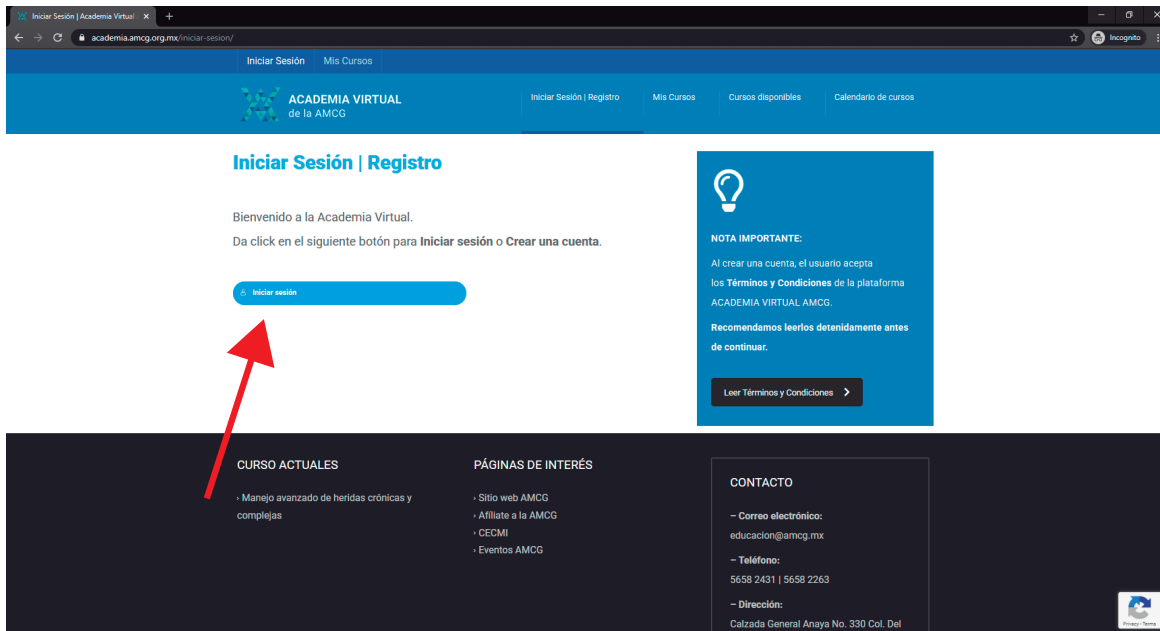 Iniciar Sesión | Academia Virtual
academia.amcg.org.mx/iniciar-sesion/
Incognito
Iniciar Sesión Mis Cursos
ACADEMIA VIRTUAL
de la AMCG
Iniciar Sesión | Registro Mis Cursos Cursos disponibles Calendario de cursos
Iniciar Sesión | Registro
Bienvenido a la Academia Virtual.
Da click en el siguiente botón para Iniciar sesión o Crear una cuenta.
Iniciar sesión
NOTA IMPORTANTE:
Al crear una cuenta, el usuario acepta
los Términos y Condiciones de la plataforma
ACADEMIA VIRTUAL AMCG.
Recomendamos leerlos detenidamente antes
de continuar.
Leer Términos y Condiciones
CURSO ACTUALES
› Manejo avanzado de heridas crónicas y
complejas
PÁGINAS DE INTERÉS
› Sitio web AMCG
› Afíliate a la AMCG
› CECMI
› Eventos AMCG
CONTACTO
– Correo electrónico:
educacion@amcg.mx
– Teléfono:
5658 2431 | 5658 2263
– Dirección:
Calzada General Anaya No. 330 Col. Del
Privacy - Terms